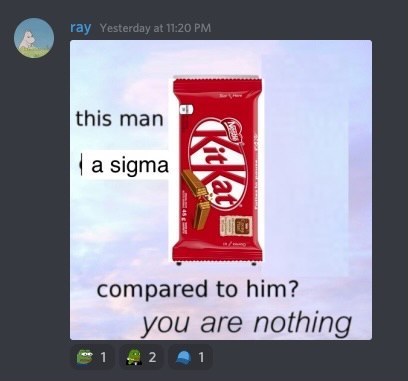 ray Yesterday at 11:20 PM
this man
a sigma
Nestle
KitKat
compared to him?
you are nothing
1 2 1